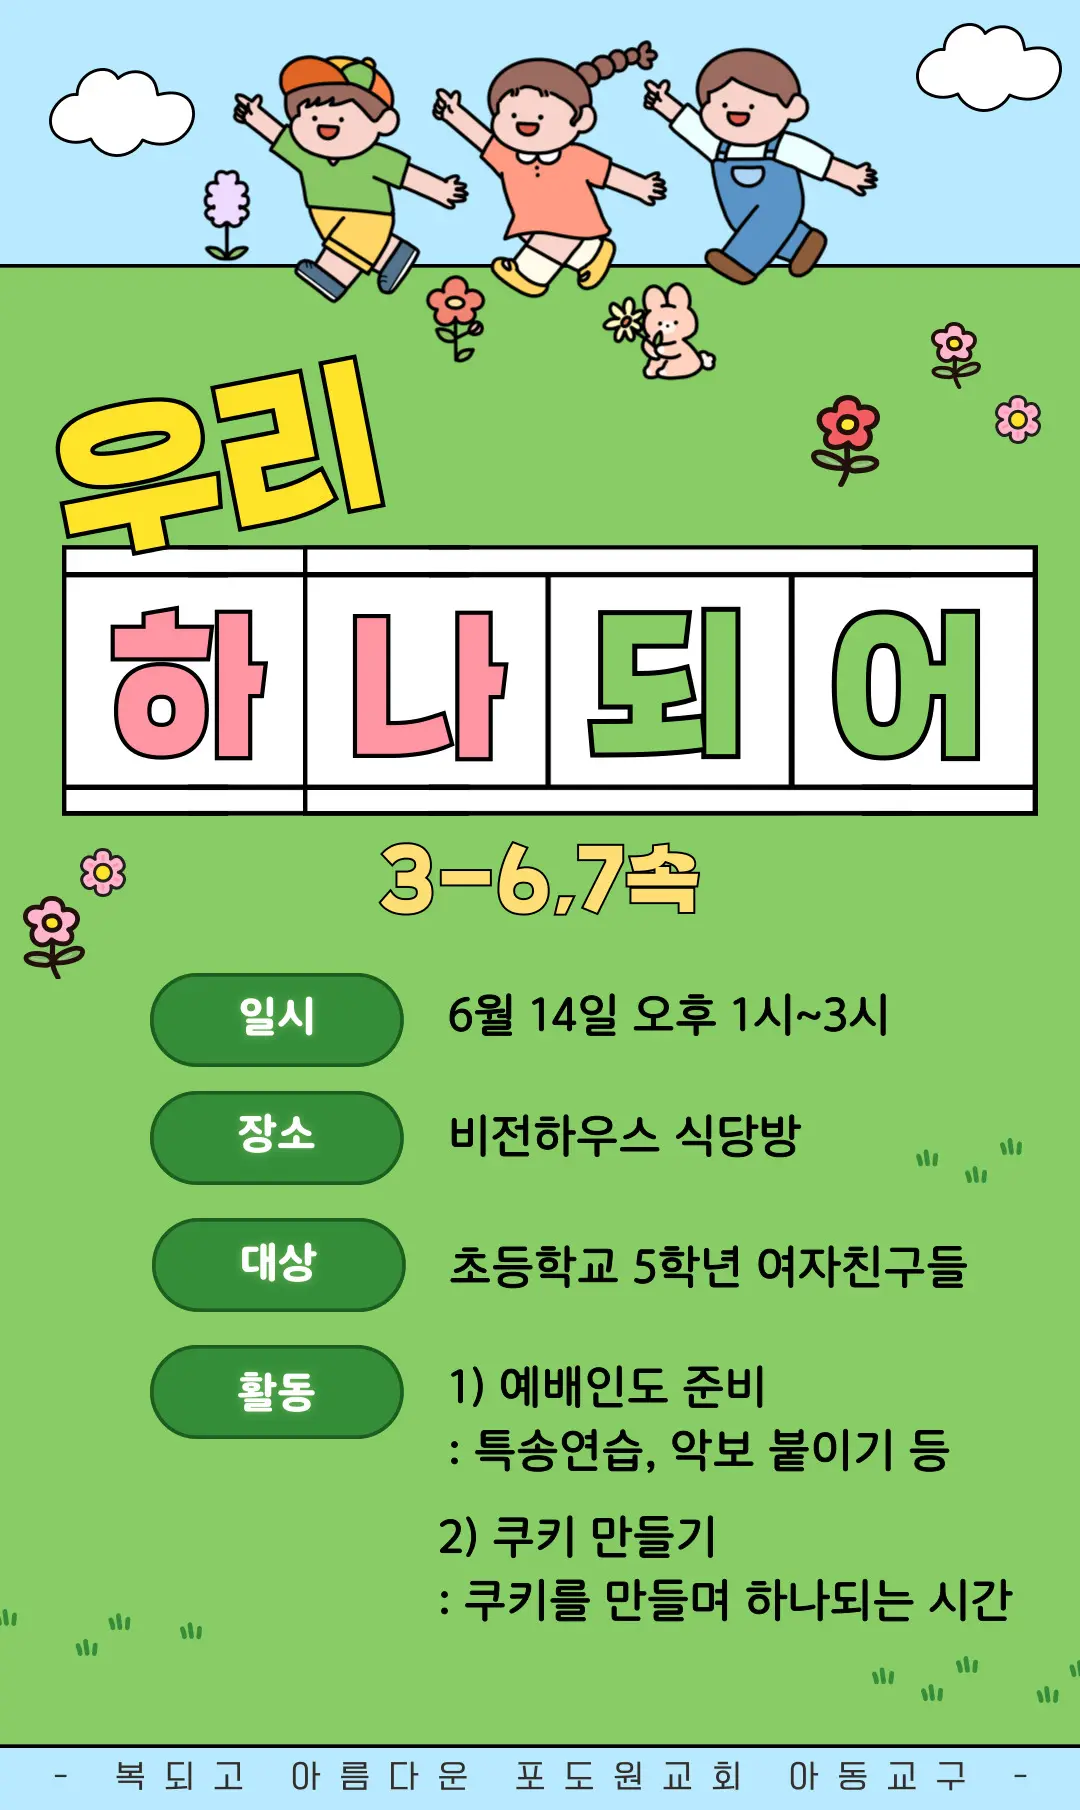 우리
하나되어
3-6,7속
일시 6월 14일 오후 1시~3시
장소 비전하우스 식당방
대상 초등학교 5학년 여자친구들
활동 1) 예배인도 준비
: 특송연습, 악보 붙이기 등
2) 쿠키 만들기
: 쿠키를 만들며 하나되는 시간
- 복되고 아름다운 포도원교회 아동교구 -